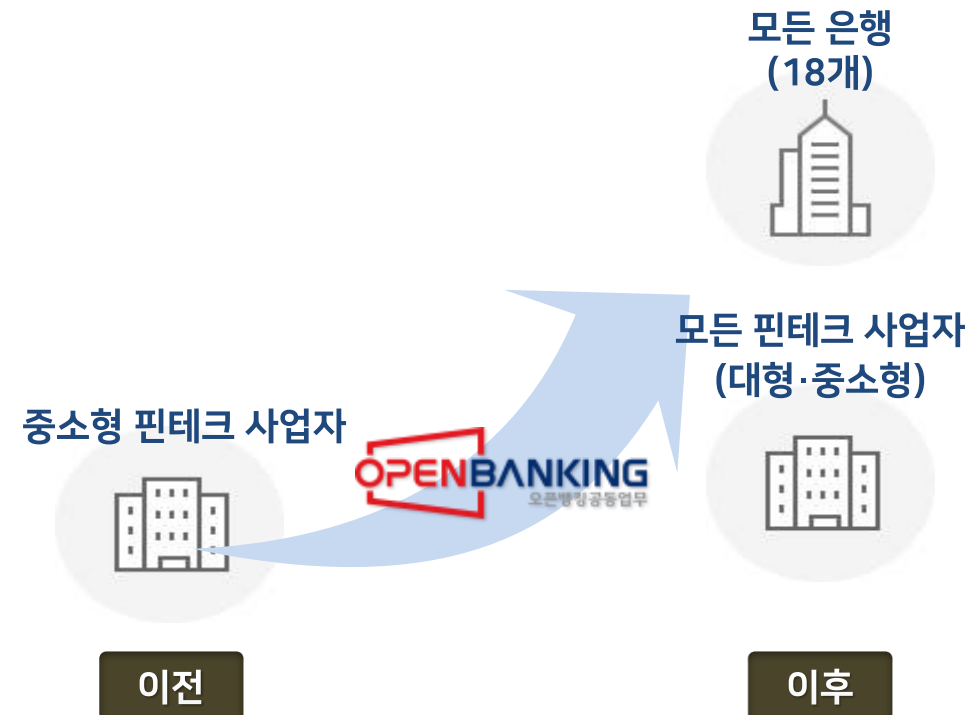 모든 은행
(18개)
모든 핀테크 사업자
(대형·중소형)
중소형 핀테크 사업자
OPENBANKING
오픈뱅킹공동업무
이전
이후